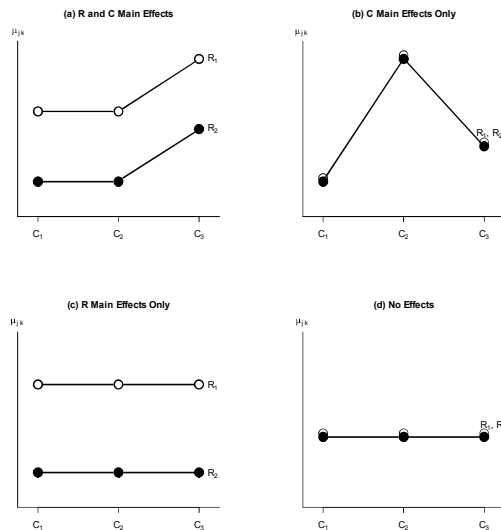 (a) R and C Main Effects
μjk
R1
R2
C1 C2 C3
(b) C Main Effects Only
μjk
R1, R2
C1 C2 C3
(c) R Main Effects Only
μjk
R1
R2
C1 C2 C3
(d) No Effects
μjk
R1, R
C1 C2 C3